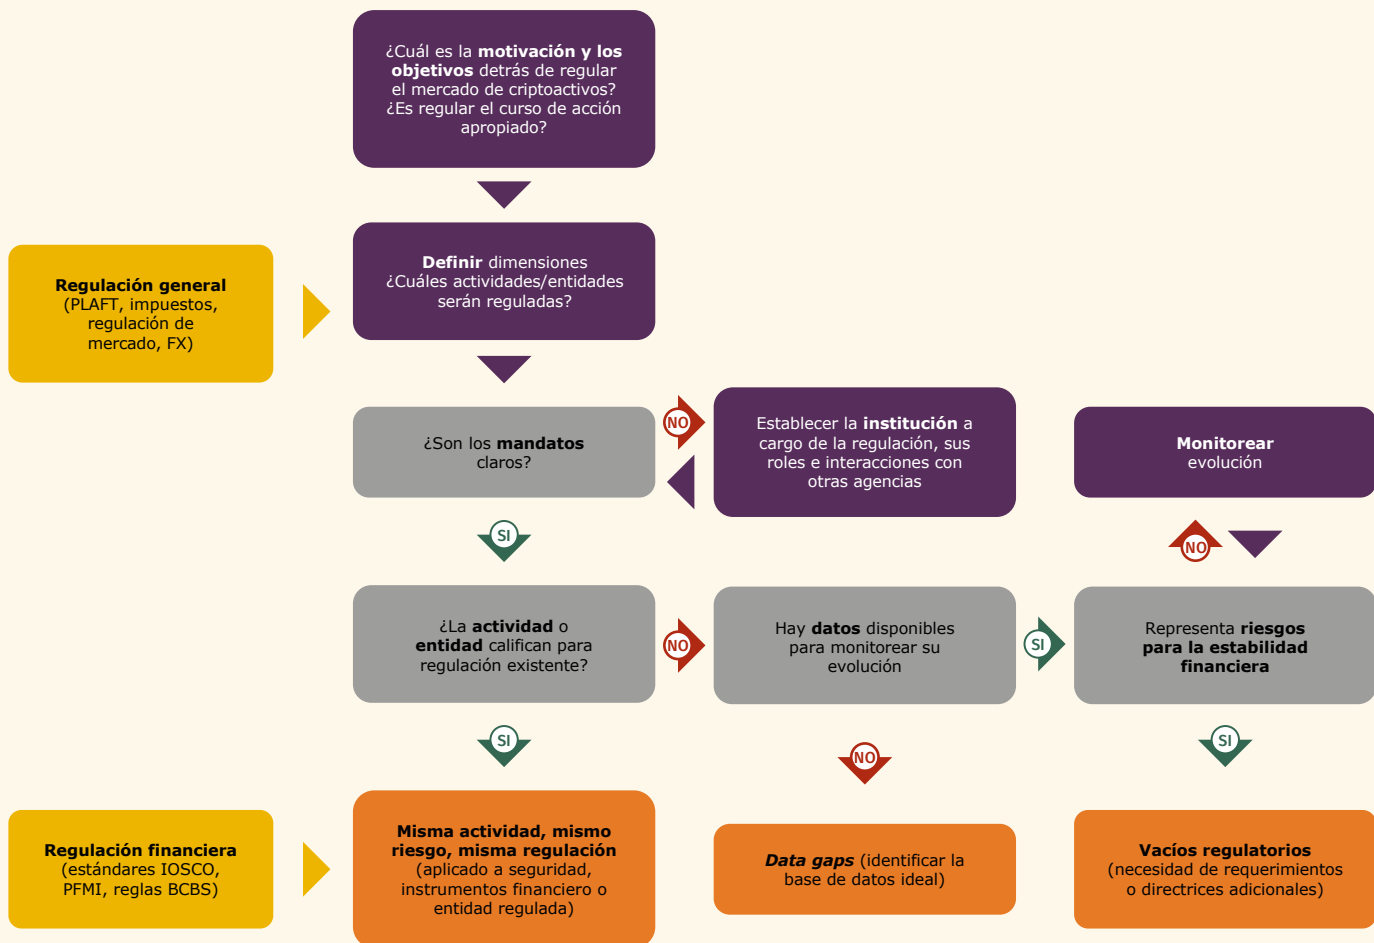 ¿Cuál es la motivación y los
objetivos detrás de regular
el mercado de criptoactivos?
¿Es regular el curso de acción
apropiado?
Regulación general
(PLAFT, impuestos,
regulación de
mercado, FX)
Definir dimensiones
¿Cuáles actividades/entidades
serán reguladas?
¿Son los mandatos
claros?
NO
Establecer la institución a
cargo de la regulación, sus
roles e interacciones con
otras agencias
Monitorear
evolución
SI
NO
¿La actividad o
entidad califican para
regulación existente?
NO
Hay datos disponibles
para monitorear su
evolución
SI
Representa riesgos
para la estabilidad
financiera
SI
NO
SI
Regulación financiera
(estándares IOSCO,
PFMI, reglas BCBS)
Misma actividad, mismo
riesgo, misma regulación
(aplicado a seguridad,
instrumentos financiero o
entidad regulada)
Data gaps (identificar la
base de datos ideal)
Vacíos regulatorios
(necesidad de requerimientos
o directrices adicionales)